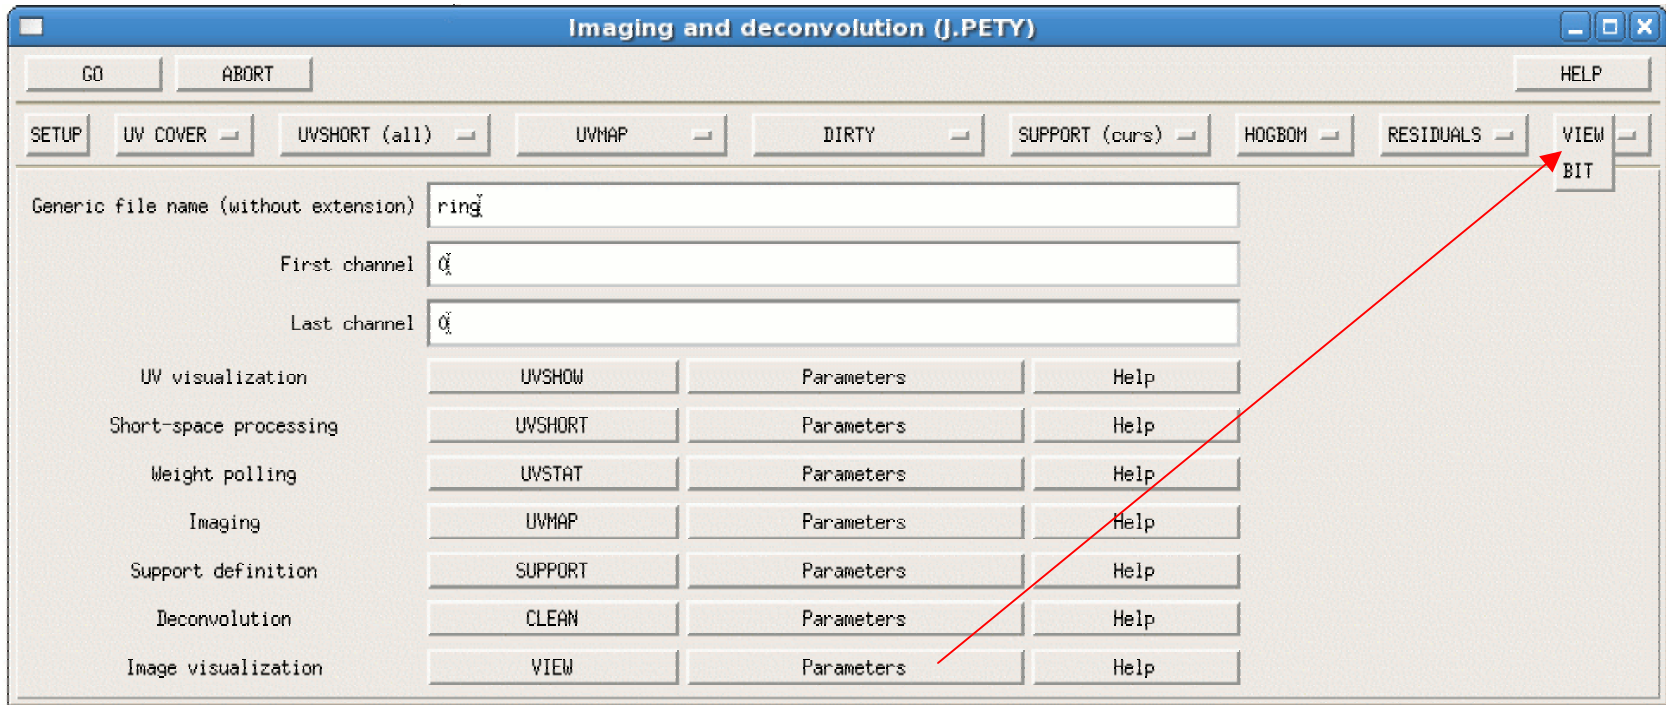 Imaging and deconvolution (J.PETY)
GO ABORT HELP
SETUP UV COVER UVSHORT (all) UVMAP DIRTY SUPPORT (curs) HOGBOM RESIDUALS VIEW
BIT
Generic file name (without extension) ring
First channel 0
Last channel 0
UV visualization UVSHOW Parameters Help
Short-space processing UVSHORT Parameters Help
Weight polling UVSTAT Parameters Help
Imaging UVMAP Parameters Help
Support definition SUPPORT Parameters Help
Deconvolution CLEAN Parameters Help
Image visualization VIEW Parameters Help